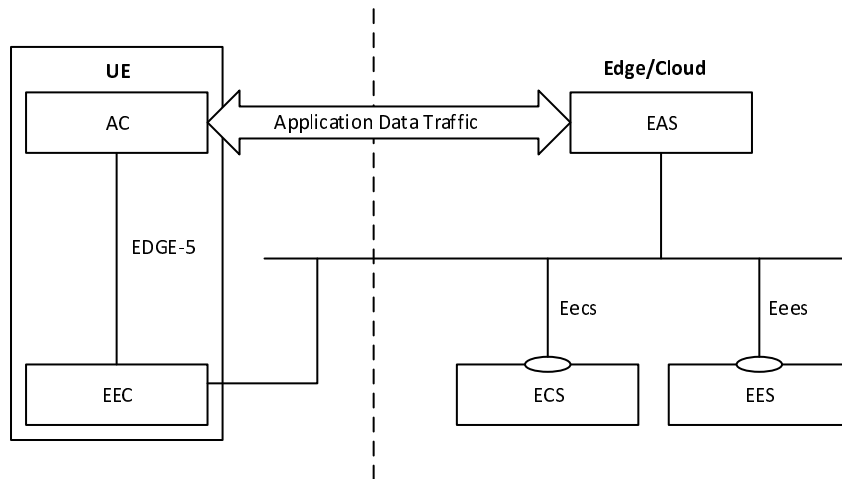 UE
Edge/Cloud
AC
Application Data Traffic
EAS
EDGE-5
Eecs
Eees
EEC
ECS
EES